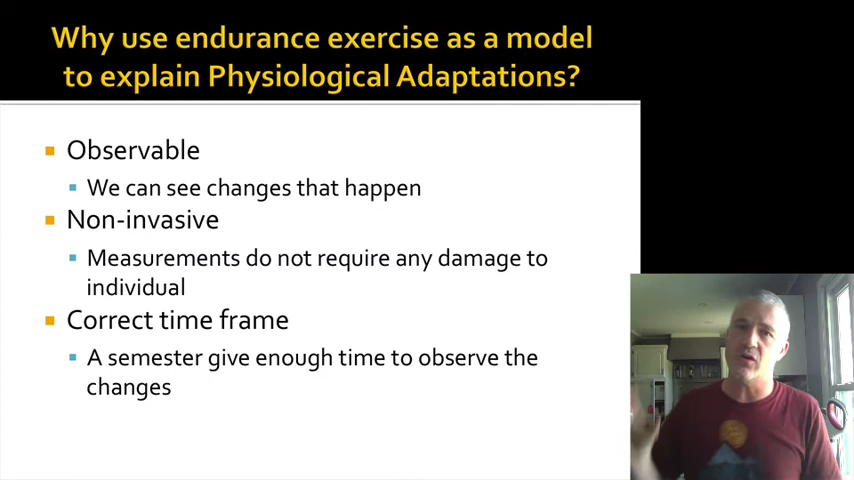 Why use endurance exercise as a model
to explain Physiological Adaptations?
Observable
We can see changes that happen
Non-invasive
Measurements do not require any damage to
individual
Correct time frame
A semester give enough time to observe the
changes